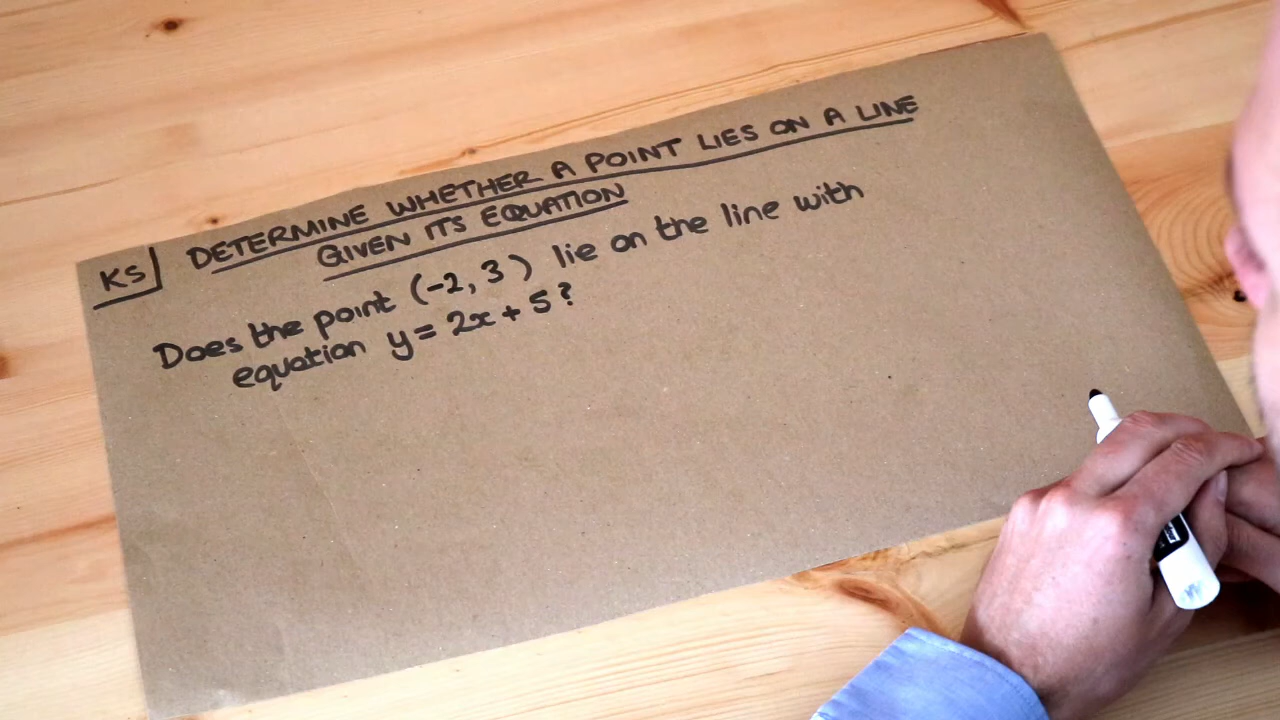 KS
DETERMINE WHETHER A POINT LIES ON A LINE
GIVEN ITS EQUATION
Does the point (-2, 3) lie on the line with
equation y = 2x + 5?